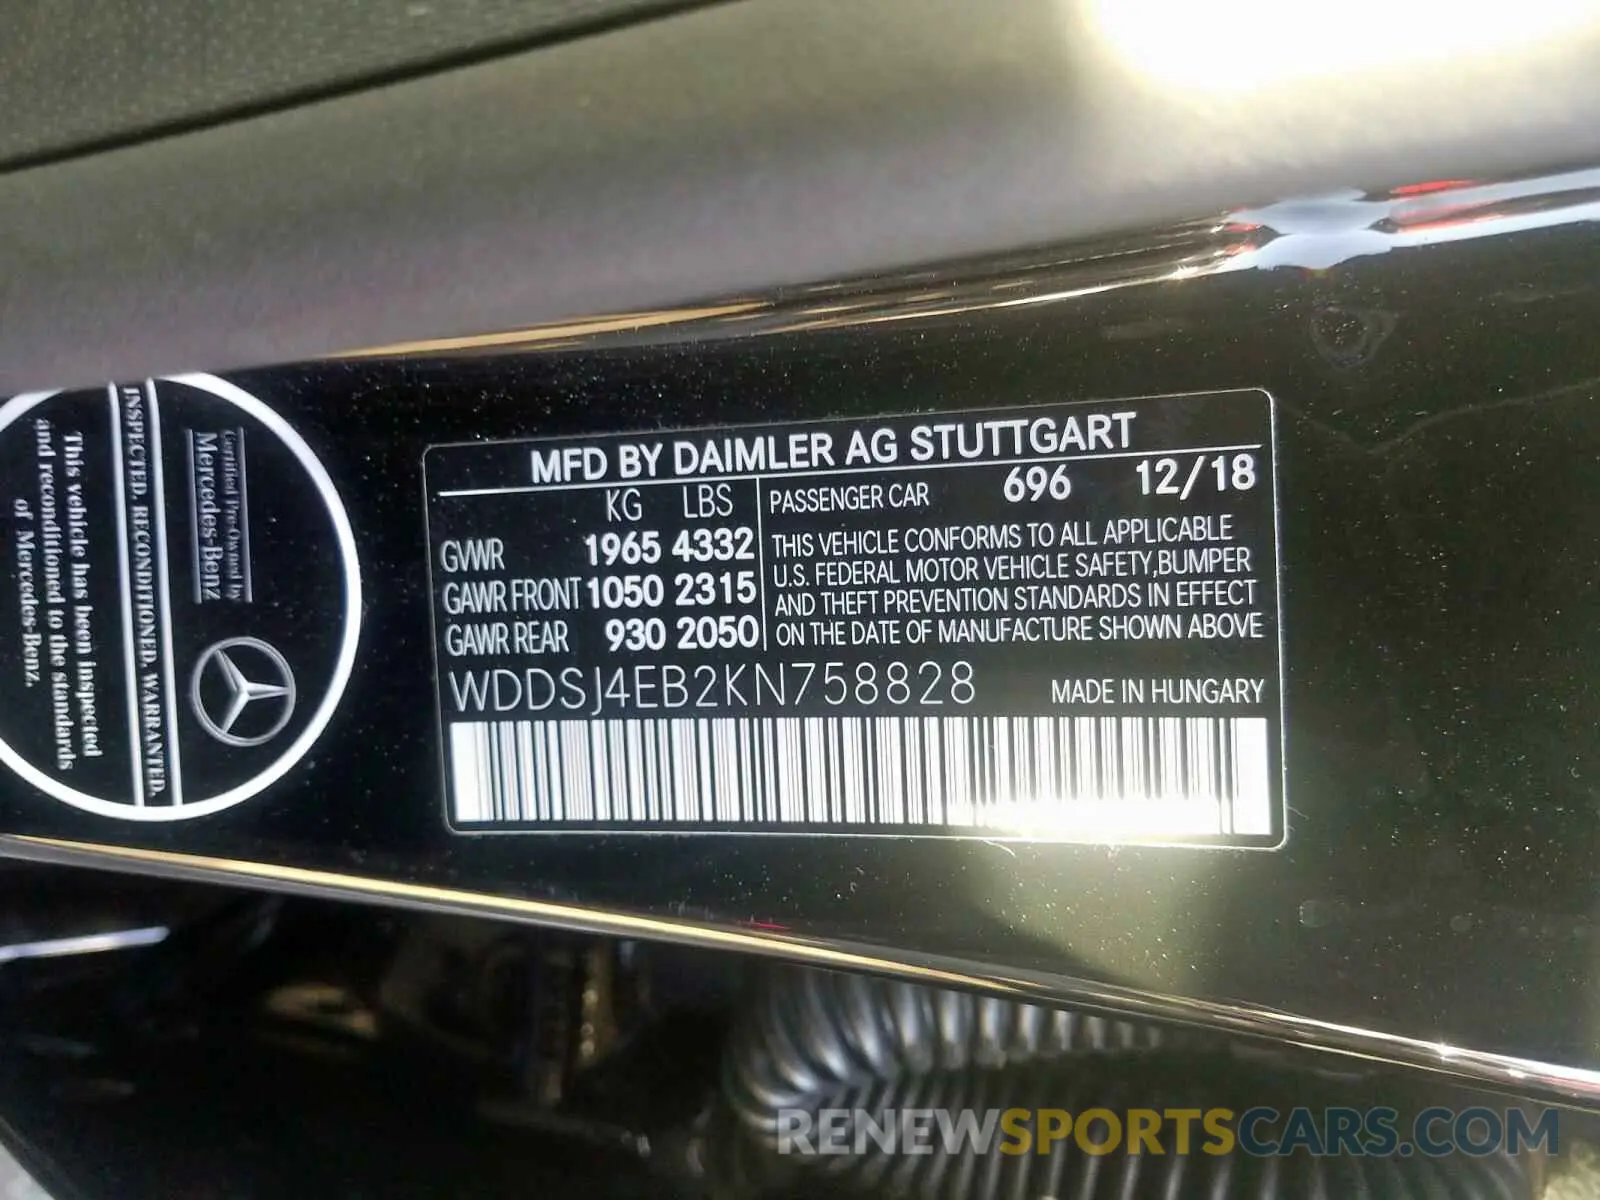 MFD BY DAIMLER AG STUTTGART
KG LBS
GVWR 1965 4332
GAWR FRONT 1050 2315
GAWR REAR 930 2050
PASSENGER CAR 696 12/18
THIS VEHICLE CONFORMS TO ALL APPLICABLE
U.S. FEDERAL MOTOR VEHICLE SAFETY,BUMPER
AND THEFT PREVENTION STANDARDS IN EFFECT
ON THE DATE OF MANUFACTURE SHOWN ABOVE
WDDSJ4EB2KN758828 MADE IN HUNGARY
Certified Pre-Owned by
Mercedes-Benz
INSPECTED. RECONDITIONED. WARRANTED.
This vehicle has been inspected
and reconditioned to the standards
of Mercedes-Benz.
RENEWSPORTSCARS.COM